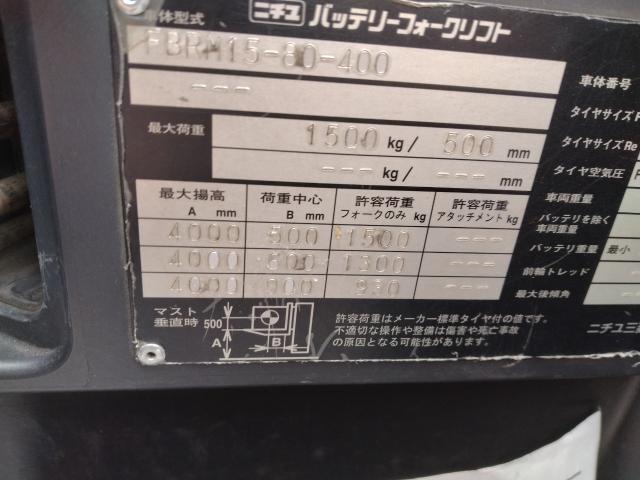 車体型式 ニチユ バッテリーフォークリフト
FBRM15-80-400
---
車体番号
タイヤサイズ F
最大荷重 1500 kg / 500 mm
タイヤサイズ Re
--- kg / --- mm
タイヤ空気圧
最大揚高 A mm 荷重中心 B mm 許容荷重 フォークのみ kg 許容荷重 アタッチメント kg
車両重量
バッテリを除く
車両重量
4000 500 1500 ---
バッテリ重量 最小
4000 600 1300 ---
前輪トレッド
4000 900 930 ---
最大後傾角
マスト
垂直時 500
A
B
許容荷重はメーカー標準タイヤ付の値です。
不適切な操作や整備は傷害や死亡事故
の原因となる可能性があります。
ニチユ三